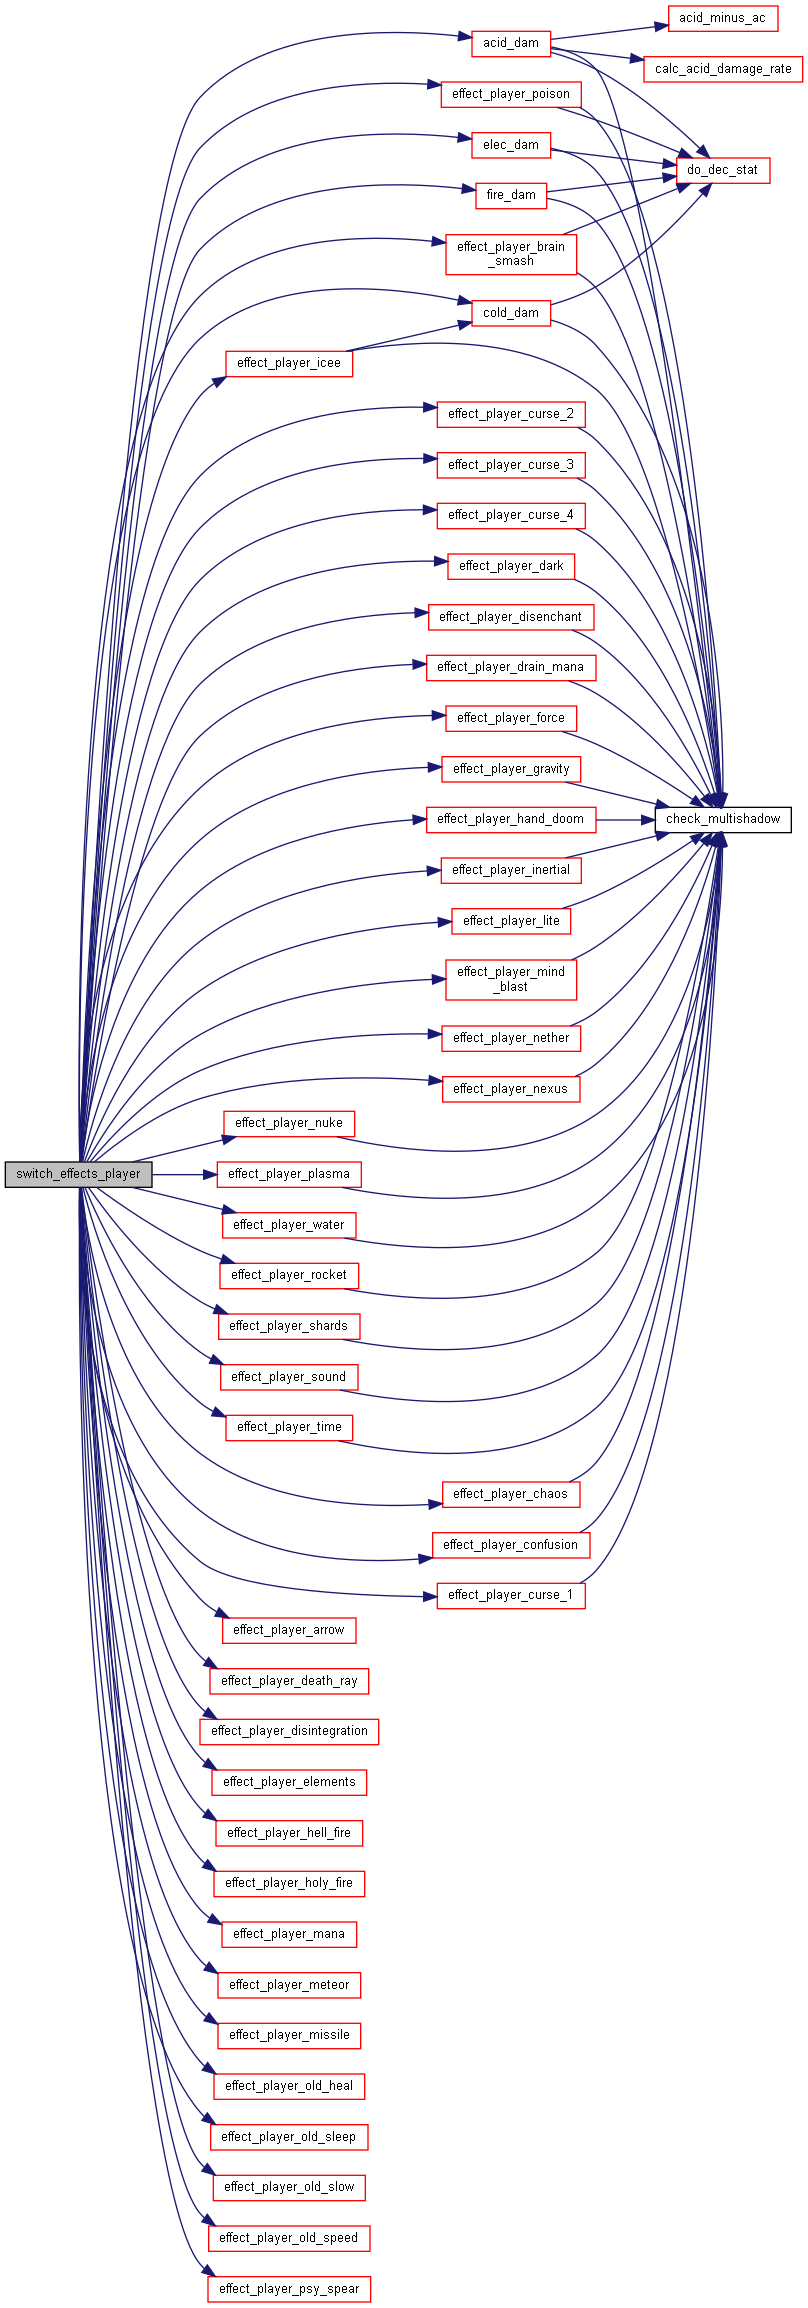 acid_minus_ac
acid_dam
calc_acid_damage_rate
effect_player_poison
elec_dam
do_dec_stat
fire_dam
effect_player_brain
_smash
cold_dam
effect_player_icee
effect_player_curse_2
effect_player_curse_3
effect_player_curse_4
effect_player_dark
effect_player_disenchant
effect_player_drain_mana
effect_player_force
effect_player_gravity
effect_player_hand_doom
check_multishadow
effect_player_inertial
effect_player_lite
effect_player_mind
_blast
effect_player_nether
effect_player_nexus
effect_player_nuke
switch_effects_player
effect_player_plasma
effect_player_water
effect_player_rocket
effect_player_shards
effect_player_sound
effect_player_time
effect_player_chaos
effect_player_confusion
effect_player_curse_1
effect_player_arrow
effect_player_death_ray
effect_player_disintegration
effect_player_elements
effect_player_hell_fire
effect_player_holy_fire
effect_player_mana
effect_player_meteor
effect_player_missile
effect_player_old_heal
effect_player_old_sleep
effect_player_old_slow
effect_player_old_speed
effect_player_psy_spear